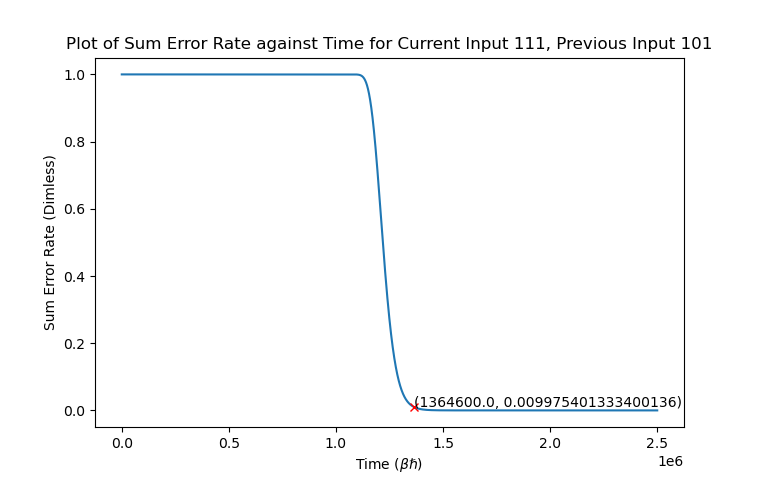 Plot of Sum Error Rate against Time for Current Input 111, Previous Input 101
1.0
0.8
0.6
0.4
0.2
0.0
Sum Error Rate (Dimless)
(1364600.0, 0.009975401333400136)
0.0 0.5 1.0 1.5 2.0 2.5
1e6
Time (βℏ)